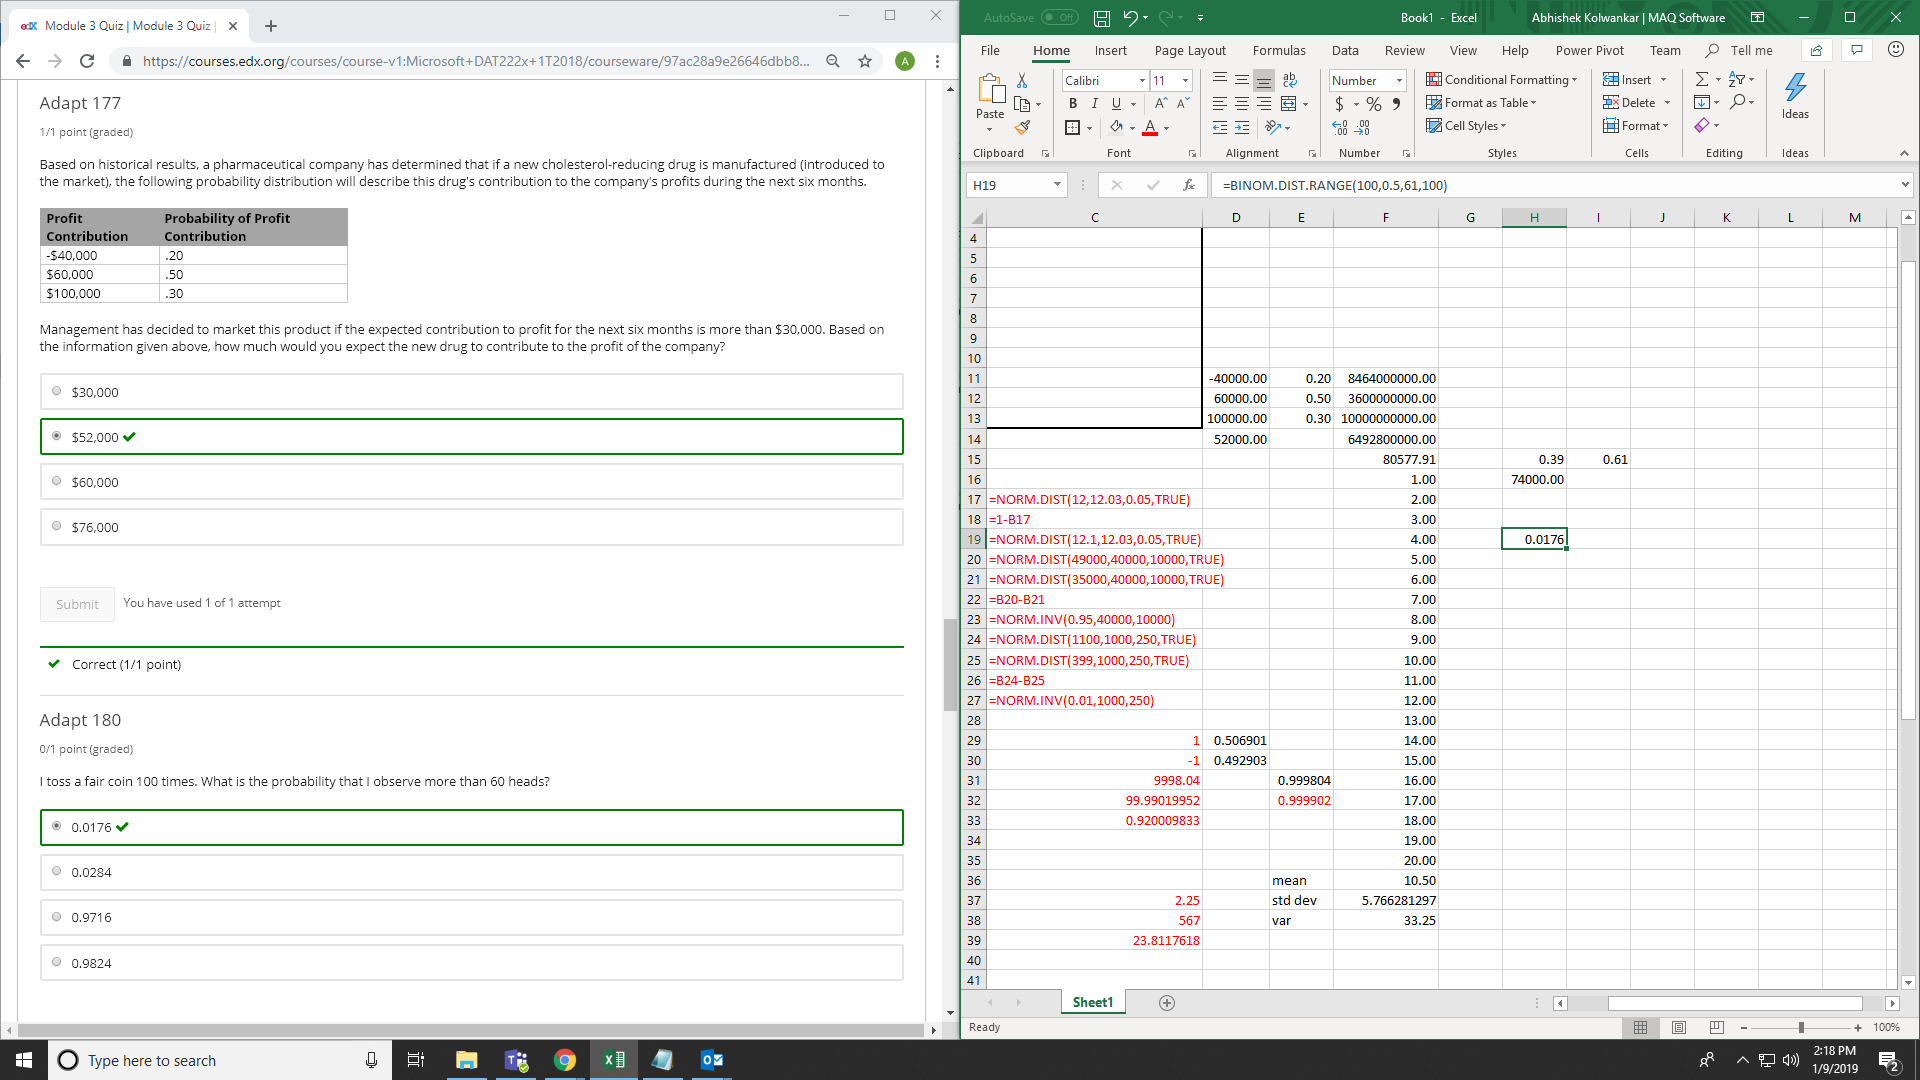 edX Module 3 Quiz | Module 3 Quiz |
https://courses.edx.org/courses/course-v1:Microsoft+DAT222x+1T2018/courseware/97ac28a9e26646dbb8...
A
Adapt 177
1/1 point (graded)
Based on historical results, a pharmaceutical company has determined that if a new cholesterol-reducing drug is manufactured (introduced to
the market), the following probability distribution will describe this drug's contribution to the company's profits during the next six months.
Profit Contribution Probability of Profit Contribution
-$40,000 .20
$60,000 .50
$100,000 .30
Management has decided to market this product if the expected contribution to profit for the next six months is more than $30,000. Based on
the information given above, how much would you expect the new drug to contribute to the profit of the company?
$30,000
$52,000
$60,000
$76,000
Submit You have used 1 of 1 attempt
Correct (1/1 point)
Adapt 180
0/1 point (graded)
I toss a fair coin 100 times. What is the probability that I observe more than 60 heads?
0.0176
0.0284
0.9716
0.9824
AutoSave Off Book1 - Excel Abhishek Kolwankar | MAQ Software
File Home Insert Page Layout Formulas Data Review View Help Power Pivot Team Tell me
Paste
Clipboard
Calibri 11
B I U A A
A
Font
ab
Alignment
Number
$ % 9
Number
Conditional Formatting
Format as Table
Cell Styles
Styles
Insert
Delete
Format
Cells
Editing
Ideas
Ideas
H19 fx =BINOM.DIST.RANGE(100,0.5,61,100)
C D E F G H I J K L M
4
5
6
7
8
9
10
11 -40000.00 0.20 8464000000.00
12 60000.00 0.50 3600000000.00
13 100000.00 0.30 10000000000.00
14 52000.00 6492800000.00
15 80577.91 0.39 0.61
16 1.00 74000.00
17 =NORM.DIST(12,12.03,0.05,TRUE) 2.00
18 =1-B17 3.00
19 =NORM.DIST(12.1,12.03,0.05,TRUE) 4.00 0.0176
20 =NORM.DIST(49000,40000,10000,TRUE) 5.00
21 =NORM.DIST(35000,40000,10000,TRUE) 6.00
22 =B20-B21 7.00
23 =NORM.INV(0.95,40000,10000) 8.00
24 =NORM.DIST(1100,1000,250,TRUE) 9.00
25 =NORM.DIST(399,1000,250,TRUE) 10.00
26 =B24-B25 11.00
27 =NORM.INV(0.01,1000,250) 12.00
28 13.00
29 1 0.506901 14.00
30 -1 0.492903 15.00
31 9998.04 0.999804 16.00
32 99.99019952 0.999902 17.00
33 0.920009833 18.00
34 19.00
35 20.00
36 mean 10.50
37 2.25 std dev 5.766281297
38 567 var 33.25
39 23.8117618
40
41
Sheet1
Ready 100%
Type here to search
2:18 PM
1/9/2019
2